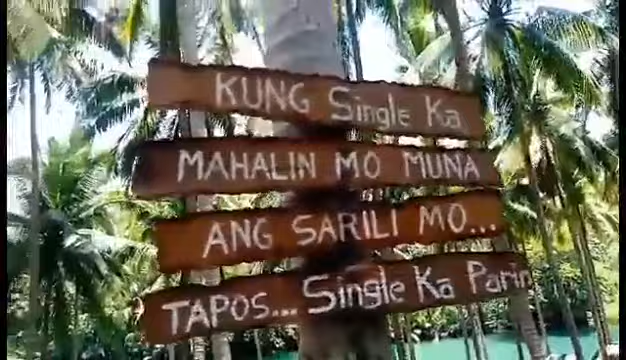 KUNG Single Ka
MAHALIN MO MUNA
ANG SARILI MO...
TAPOS... Single Ka Parin